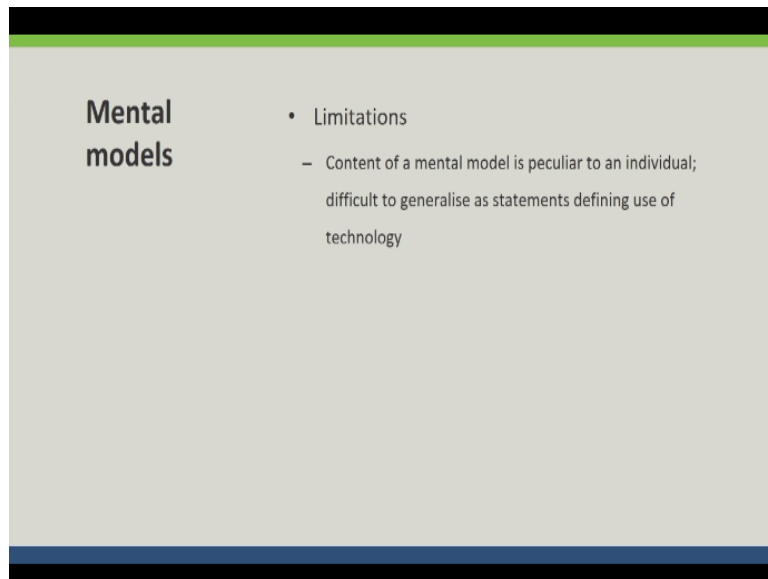 Mental
models
• Limitations
– Content of a mental model is peculiar to an individual;
difficult to generalise as statements defining use of
technology